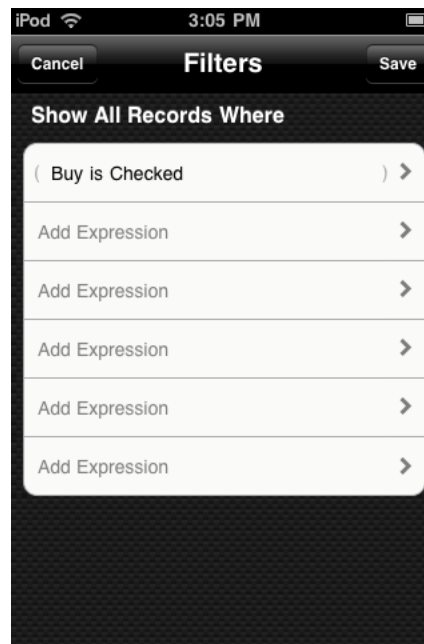 iPod 3:05 PM
Cancel Filters Save
Show All Records Where
( Buy is Checked )
Add Expression
Add Expression
Add Expression
Add Expression
Add Expression